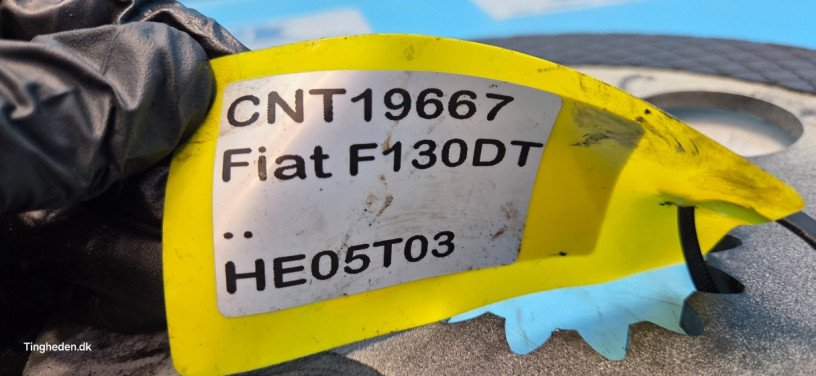 CNT19667
Fiat F130DT
..
HE05T03
Tingheden.dk